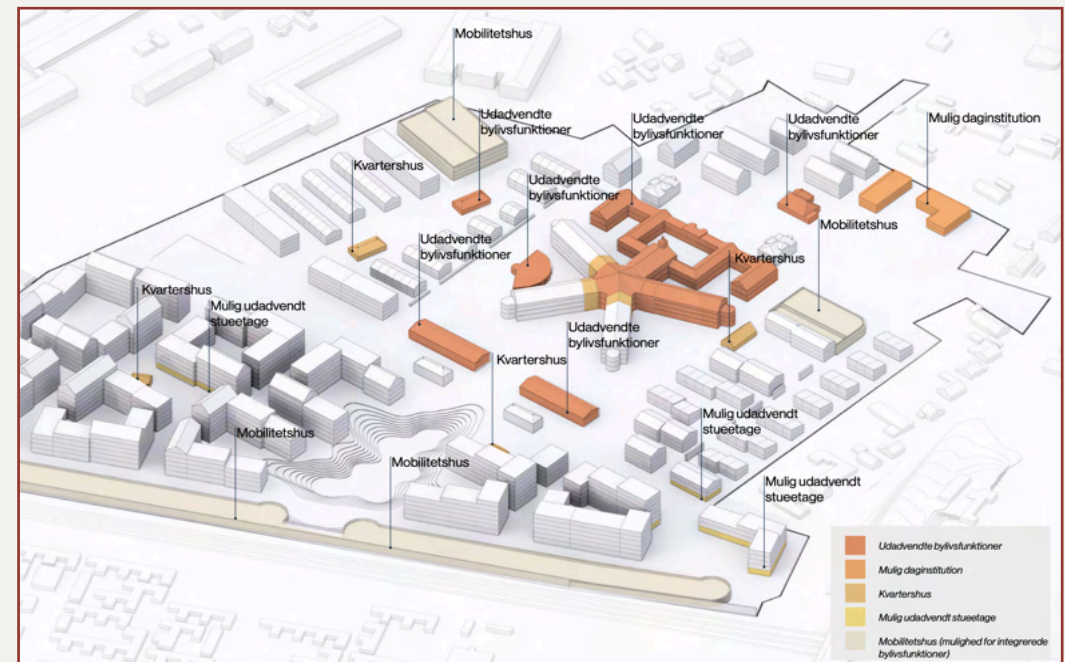 Mobilitetshus
Udadvendte
bylivsfunktioner
Udadvendte
bylivsfunktioner
Udadvendte
bylivsfunktioner
Mulig daginstitution
Kvartershus
Udadvendte
bylivsfunktioner
Mobilitetshus
Udadvendte
bylivsfunktioner
Kvartershus
Kvartershus
Mulig udadvendt
stueetage
Udadvendte
bylivsfunktioner
Kvartershus
Mulig udadvendt
stueetage
Mobilitetshus
Mobilitetshus
Mulig udadvendt
stueetage
Udadvendte bylivsfunktioner
Mulig daginstitution
Kvartershus
Mulig udadvendt stueetage
Mobilitetshus (mulighed for integrerede
bylivsfunktioner)